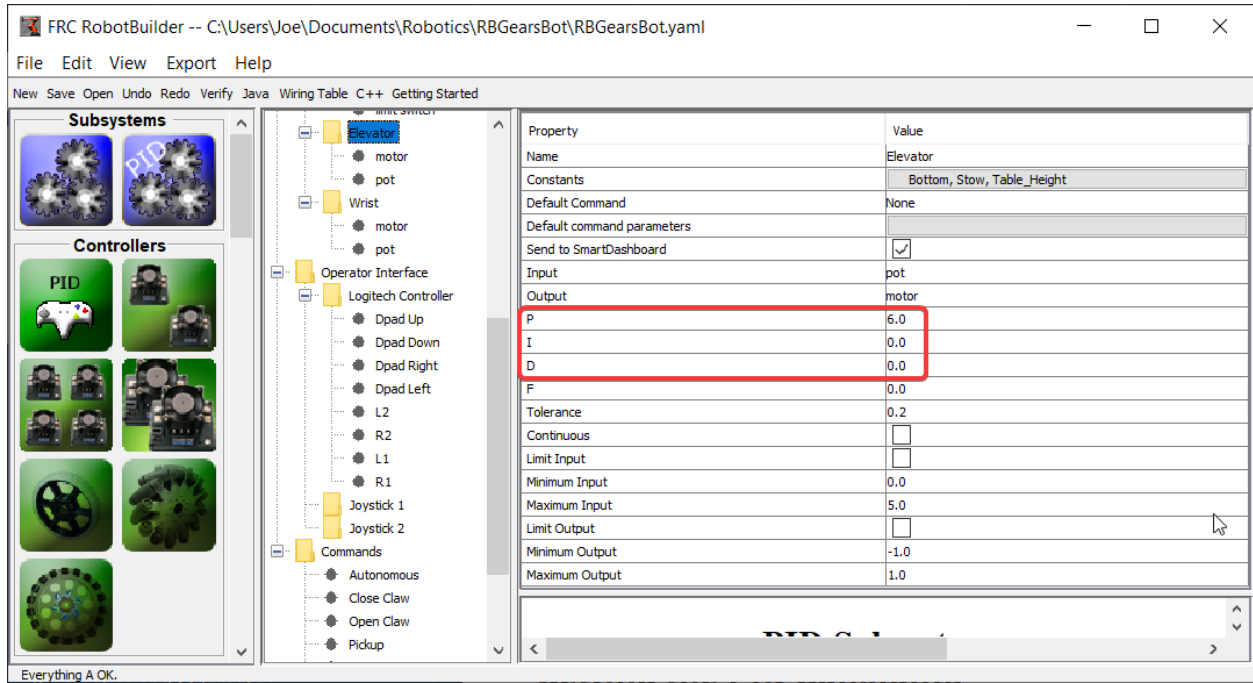 FRC RobotBuilder -- C:\Users\Joe\Documents\Robotics\RBGearsBot\RBGearsBot.yaml
File Edit View Export Help
New Save Open Undo Redo Verify Java Wiring Table C++ Getting Started
Subsystems
PID
Controllers
PID
limit switch
Elevator
motor
pot
Wrist
motor
pot
Operator Interface
Logitech Controller
Dpad Up
Dpad Down
Dpad Right
Dpad Left
L2
R2
L1
R1
Joystick 1
Joystick 2
Commands
Autonomous
Close Claw
Open Claw
Pickup
Property Value
Name Elevator
Constants Bottom, Stow, Table_Height
Default Command None
Default command parameters
Send to SmartDashboard
Input pot
Output motor
P 6.0
I 0.0
D 0.0
F 0.0
Tolerance 0.2
Continuous
Limit Input
Minimum Input 0.0
Maximum Input 5.0
Limit Output
Minimum Output -1.0
Maximum Output 1.0
Everything A OK.